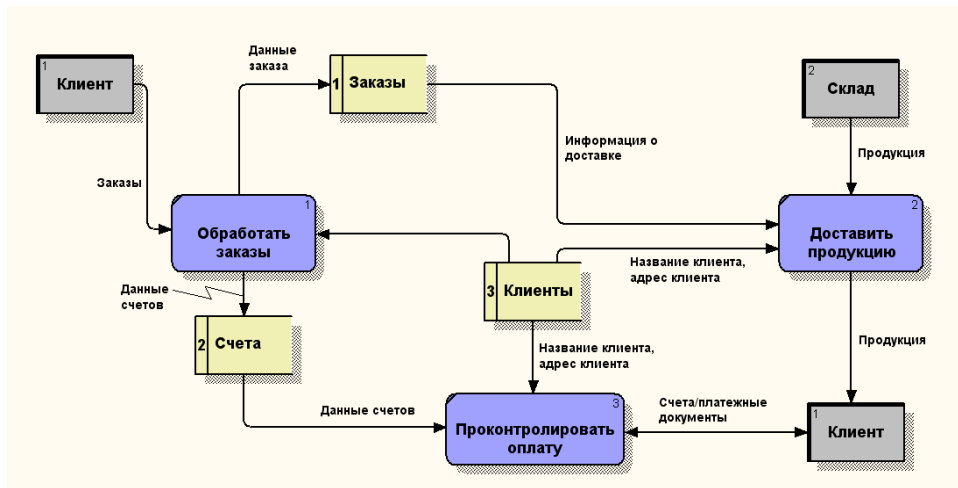 1
Клиент
Данные
заказа
1
Заказы
2
Склад
Информация о
доставке
Продукция
Заказы
1
Обработать
заказы
2
Доставить
продукцию
Название клиента,
адрес клиента
3
Клиенты
Данные
счетов
2
Счета
Название клиента,
адрес клиента
Продукция
Данные счетов
3
Проконтролировать
оплату
Счета/платежные
документы
1
Клиент